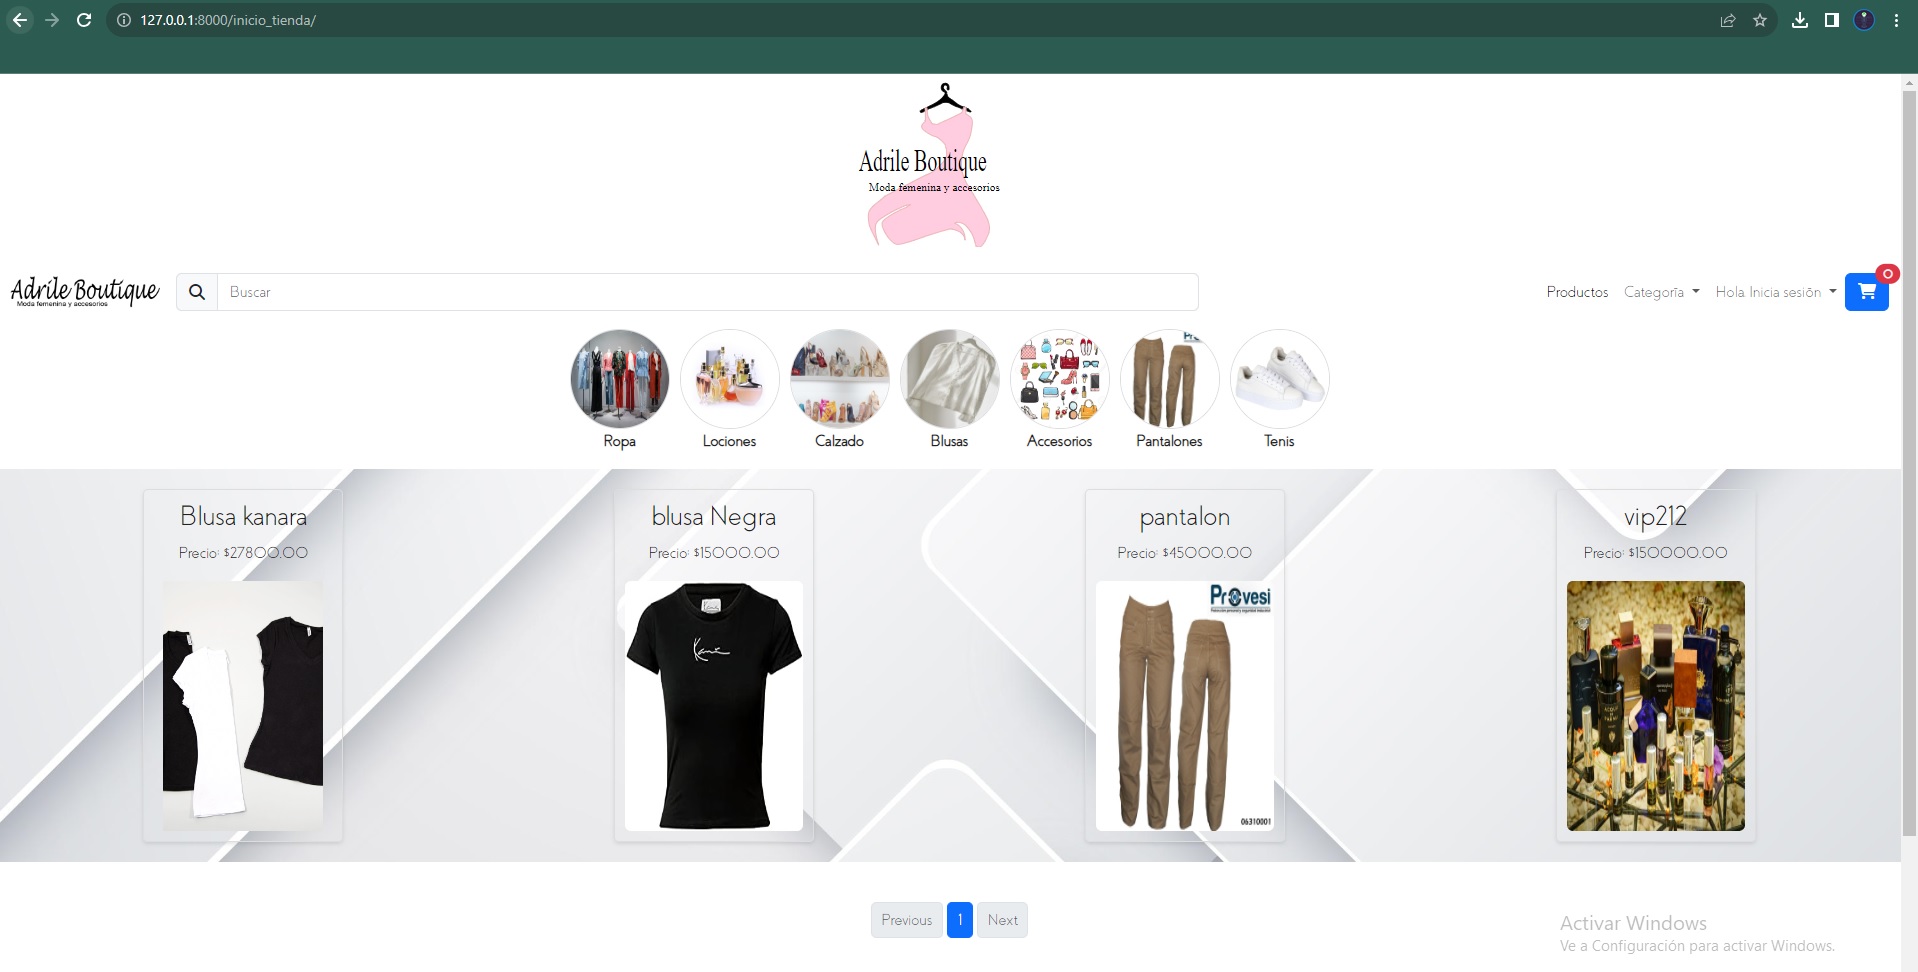 127.0.0.1:8000/inicio_tienda/
Adrile Boutique
Moda femenina y accesorios
Adrile Boutique
Moda femenina y accesorios
Buscar
Productos
Categoría
Hola. Inicia sesión
0
Ropa
Lociones
Calzado
Blusas
Accesorios
Pantalones
Tenis
Blusa kanara
Precio: $27800.00
blusa Negra
Precio: $15000.00
pantalon
Precio: $45000.00
Provesi
06310001
vip212
Precio: $150000.00
Previous
1
Next
Activar Windows
Ve a Configuración para activar Windows.